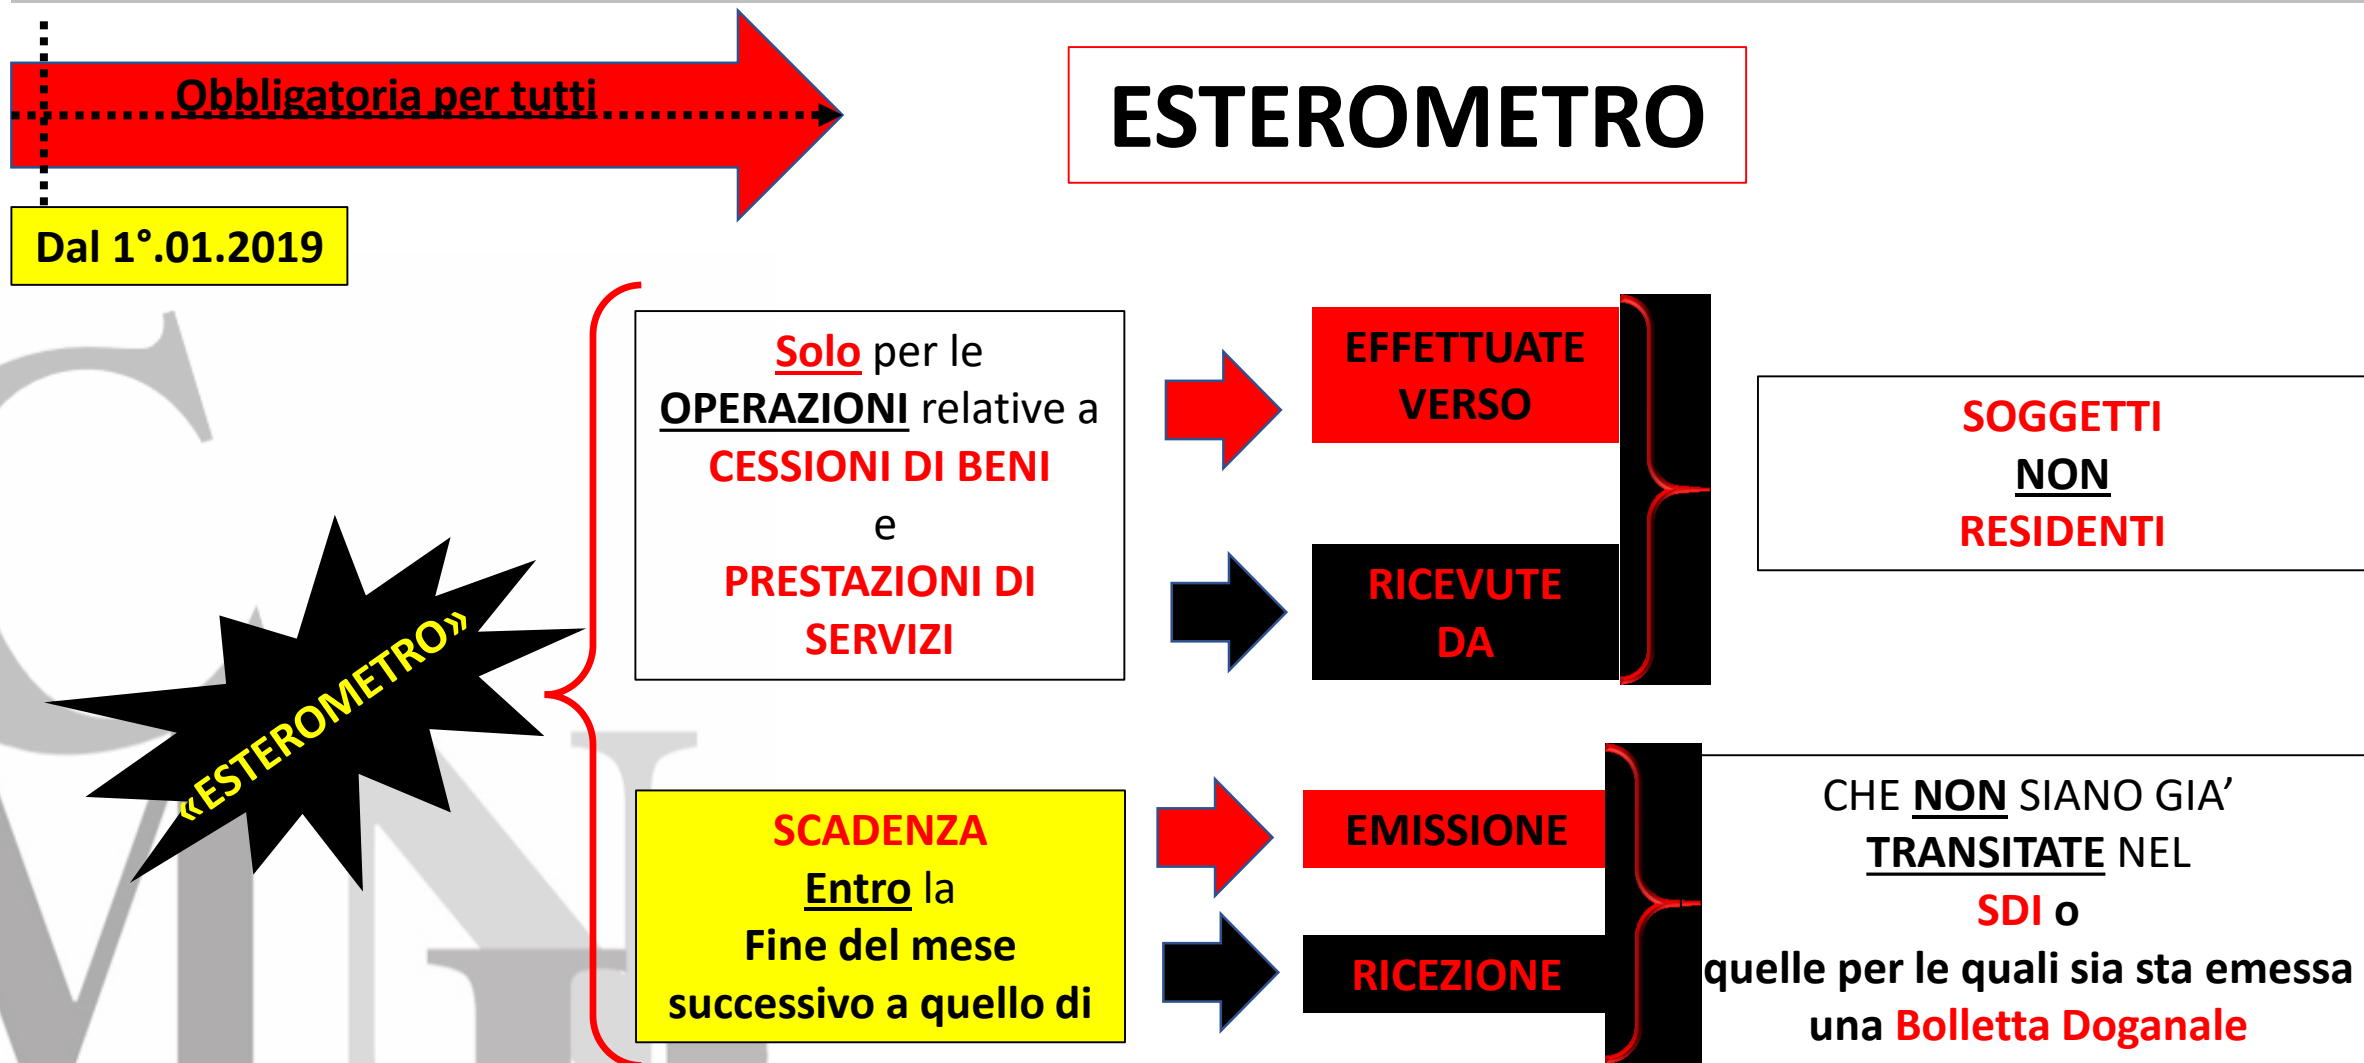 Obbligatoria per tutti
ESTEROMETRO
Dal 1°.01.2019
«ESTEROMETRO»
Solo per le
OPERAZIONI relative a
CESSIONI DI BENI
e
PRESTAZIONI DI
SERVIZI
EFFETTUATE
VERSO
RICEVUTE
DA
SOGGETTI
NON
RESIDENTI
SCADENZA
Entro la
Fine del mese
successivo a quello di
EMISSIONE
RICEZIONE
CHE NON SIANO GIA’
TRANSITATE NEL
SDI o
quelle per le quali sia sta emessa
una Bolletta Doganale